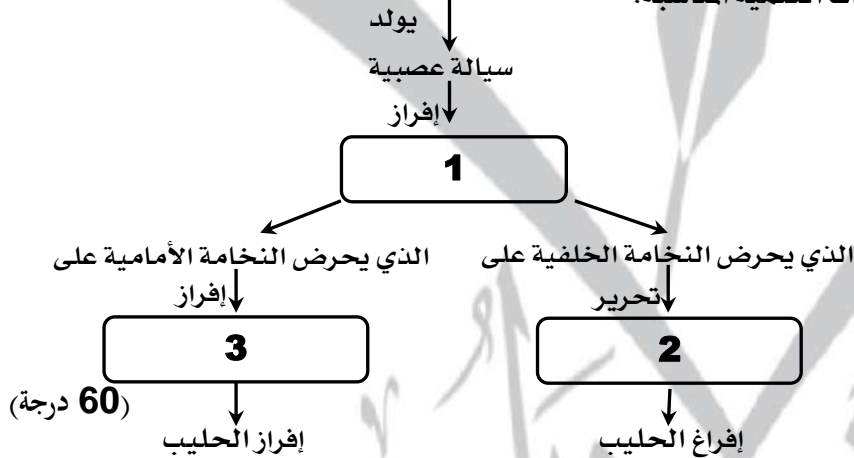 يولد
سيالة عصبية
إفراز
1
الذي يحرض النخامة الخلفية على
الذي يحرض النخامة الأمامية على
تحرير
إفراز
2
3
(60 درجة)
إفراغ الحليب
إفراز الحليب